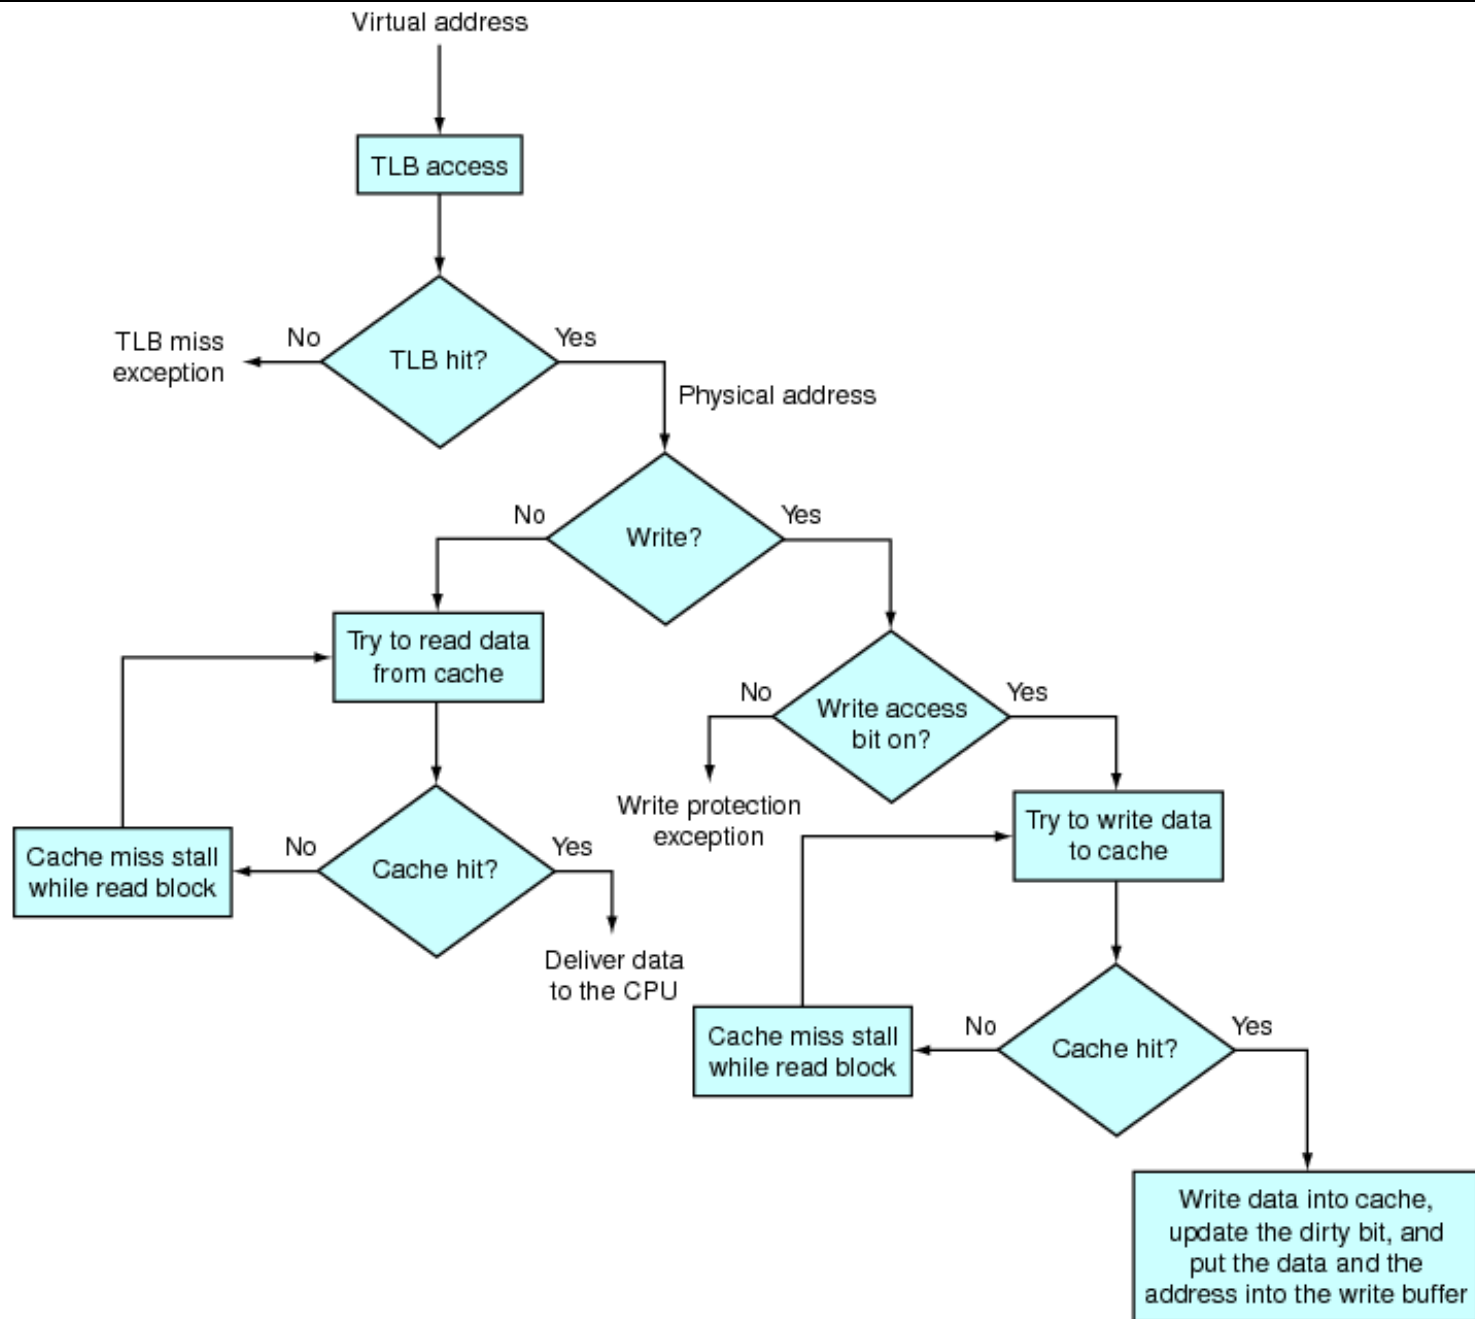 Virtual address
TLB access
TLB hit?
No
Yes
TLB miss
exception
Physical address
Write?
No
Yes
Try to read data
from cache
Write access
bit on?
No
Yes
Write protection
exception
Try to write data
to cache
Cache hit?
No
Yes
Cache miss stall
while read block
Deliver data
to the CPU
Cache hit?
No
Yes
Cache miss stall
while read block
Write data into cache,
update the dirty bit, and
put the data and the
address into the write buffer